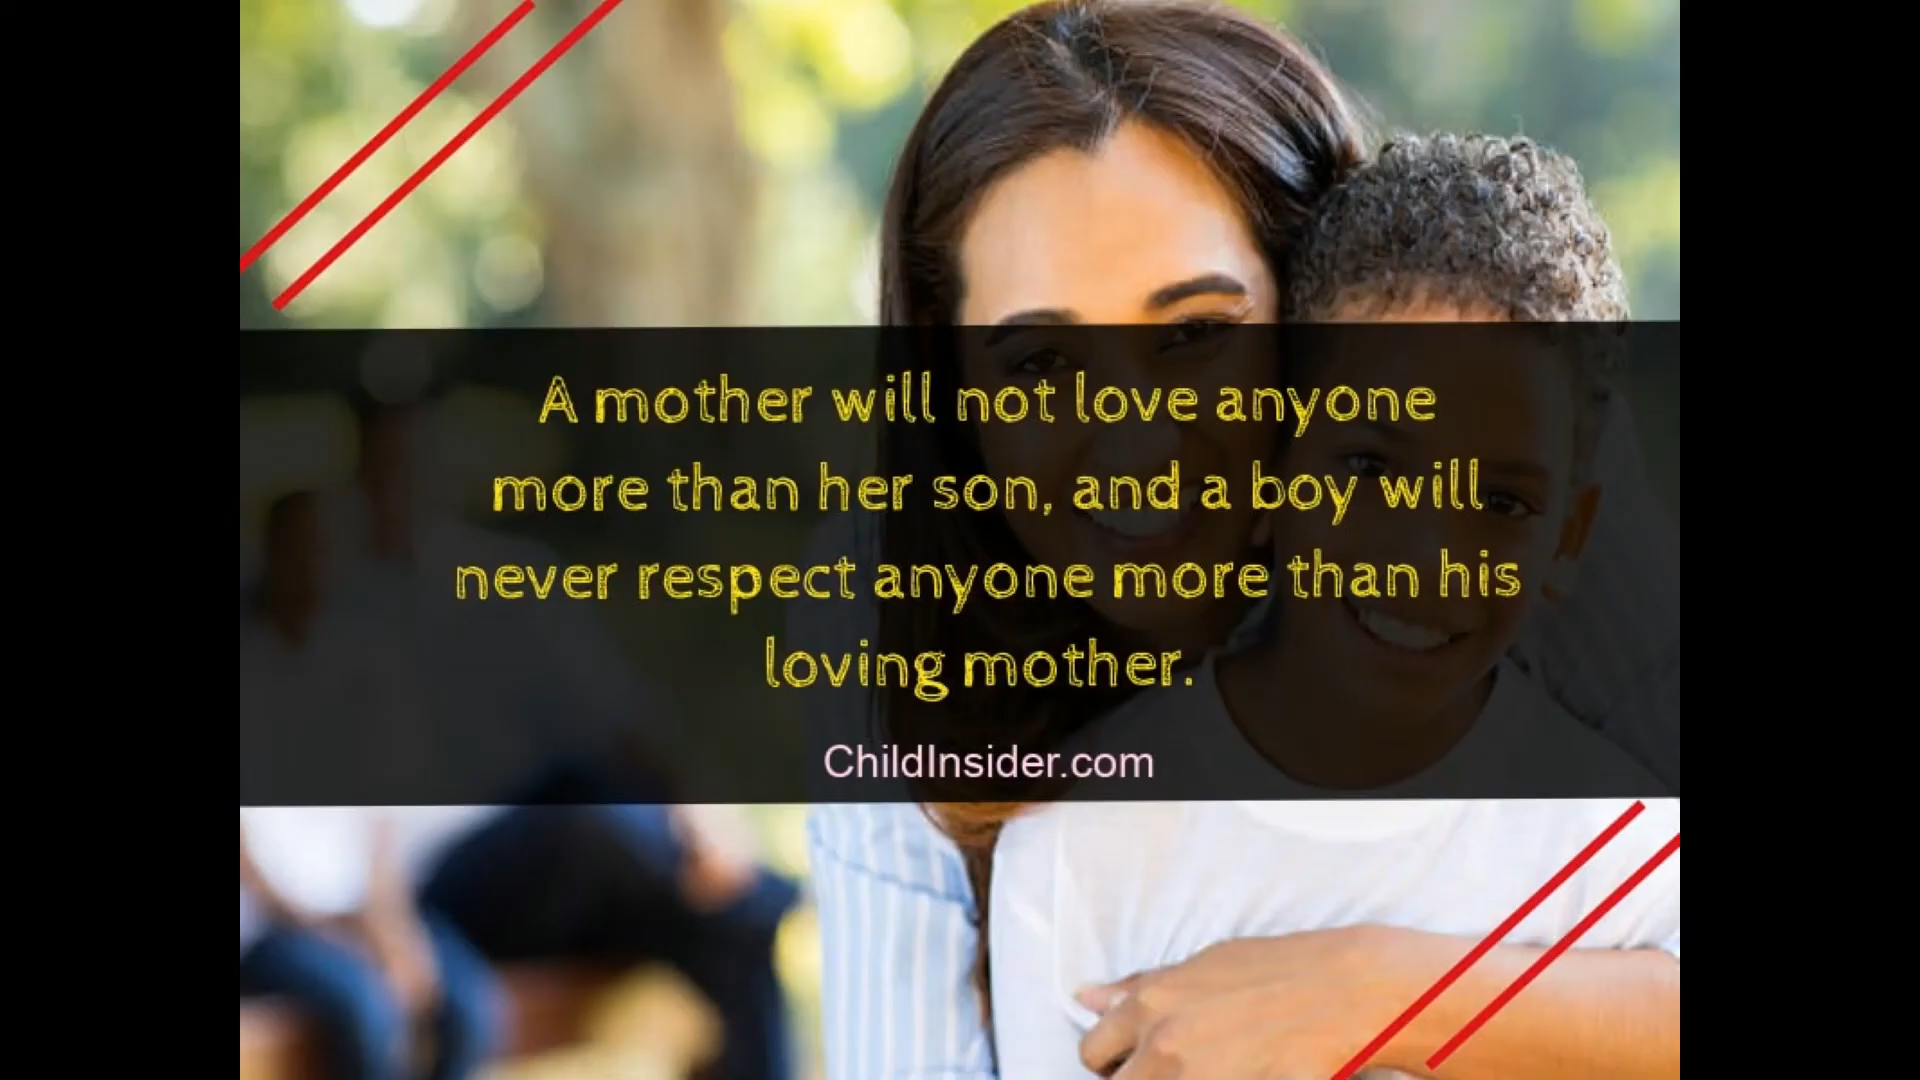 A mother will not love anyone
more than her son, and a boy will
never respect anyone more than his
loving mother.
ChildInsider.com